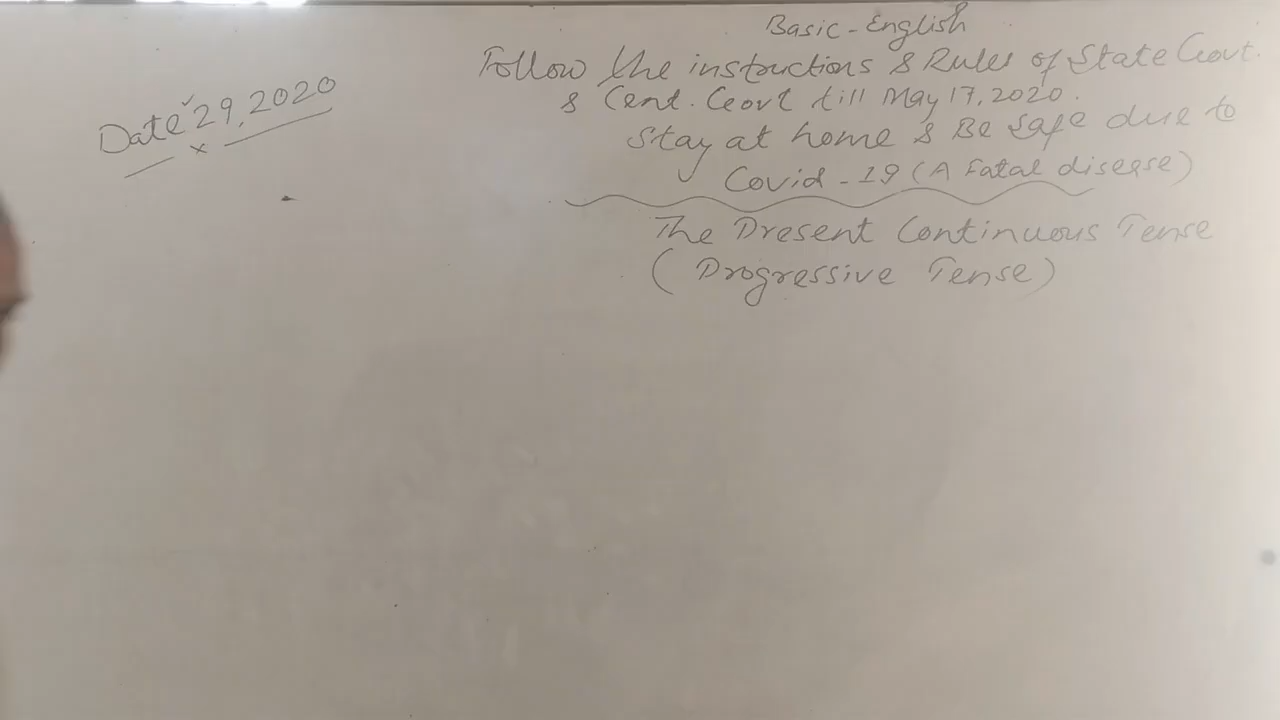 Basic - English
Follow the instructions & Rules of State Govt.
& Cent. Govt till May 17, 2020.
Stay at home & Be Safe due to
Covid - 19 (A Fatal disease)
Date 29, 2020
The Present Continuous Tense
(Progressive Tense)